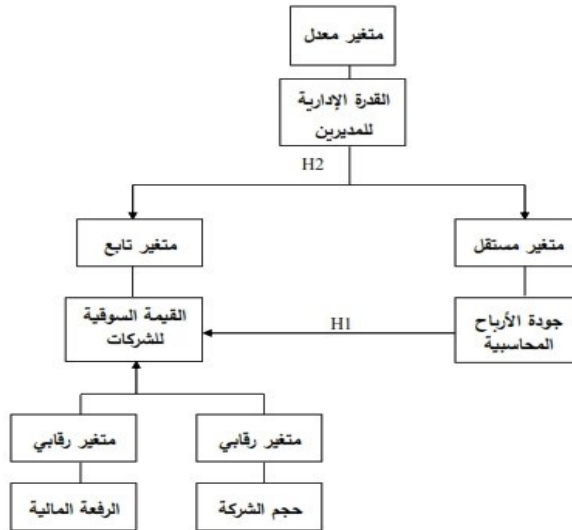 متغير معدل
القدرة الإدارية
للمديرين
H2
متغير مستقل
متغير تابع
جودة الأرباح
المحاسبية
H1
القيمة السوقية
للشركات
متغير رقابي
متغير رقابي
حجم الشركة
الرفعة المالية